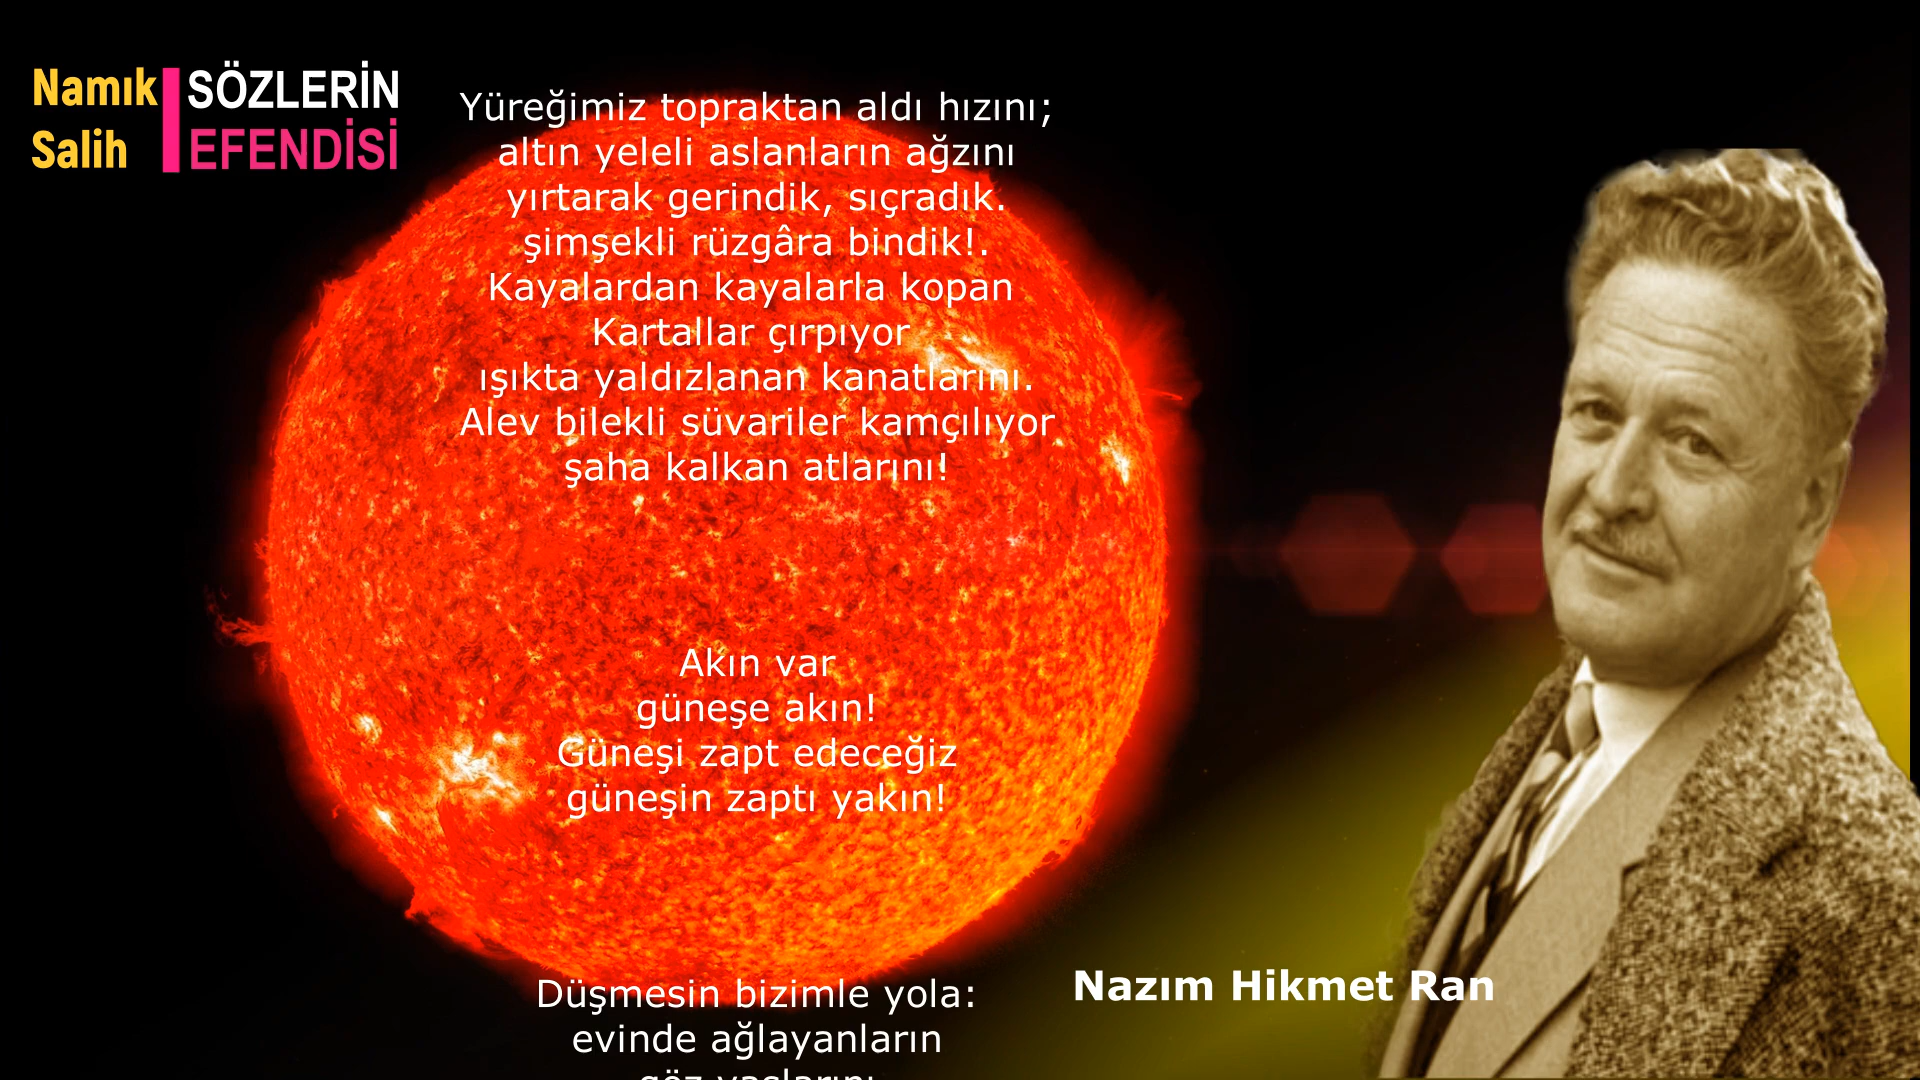 Namık
Salih
SÖZLERİN
EFENDİSİ
Yüreğimiz topraktan aldı hızını;
altın yeleli aslanların ağzını
yırtarak gerindik, sıçradık.
şimşekli rüzgâra bindik!.
Kayalardan kayalarla kopan
Kartallar çırpıyor
ışıkta yaldızlanan kanatlarını.
Alev bilekli süvariler kamçılıyor
şaha kalkan atlarını!
Akın var
güneşe akın!
Güneşi zapt edeceğiz
güneşin zaptı yakın!
Düşmesin bizimle yola:
evinde ağlayanların
Nazım Hikmet Ran